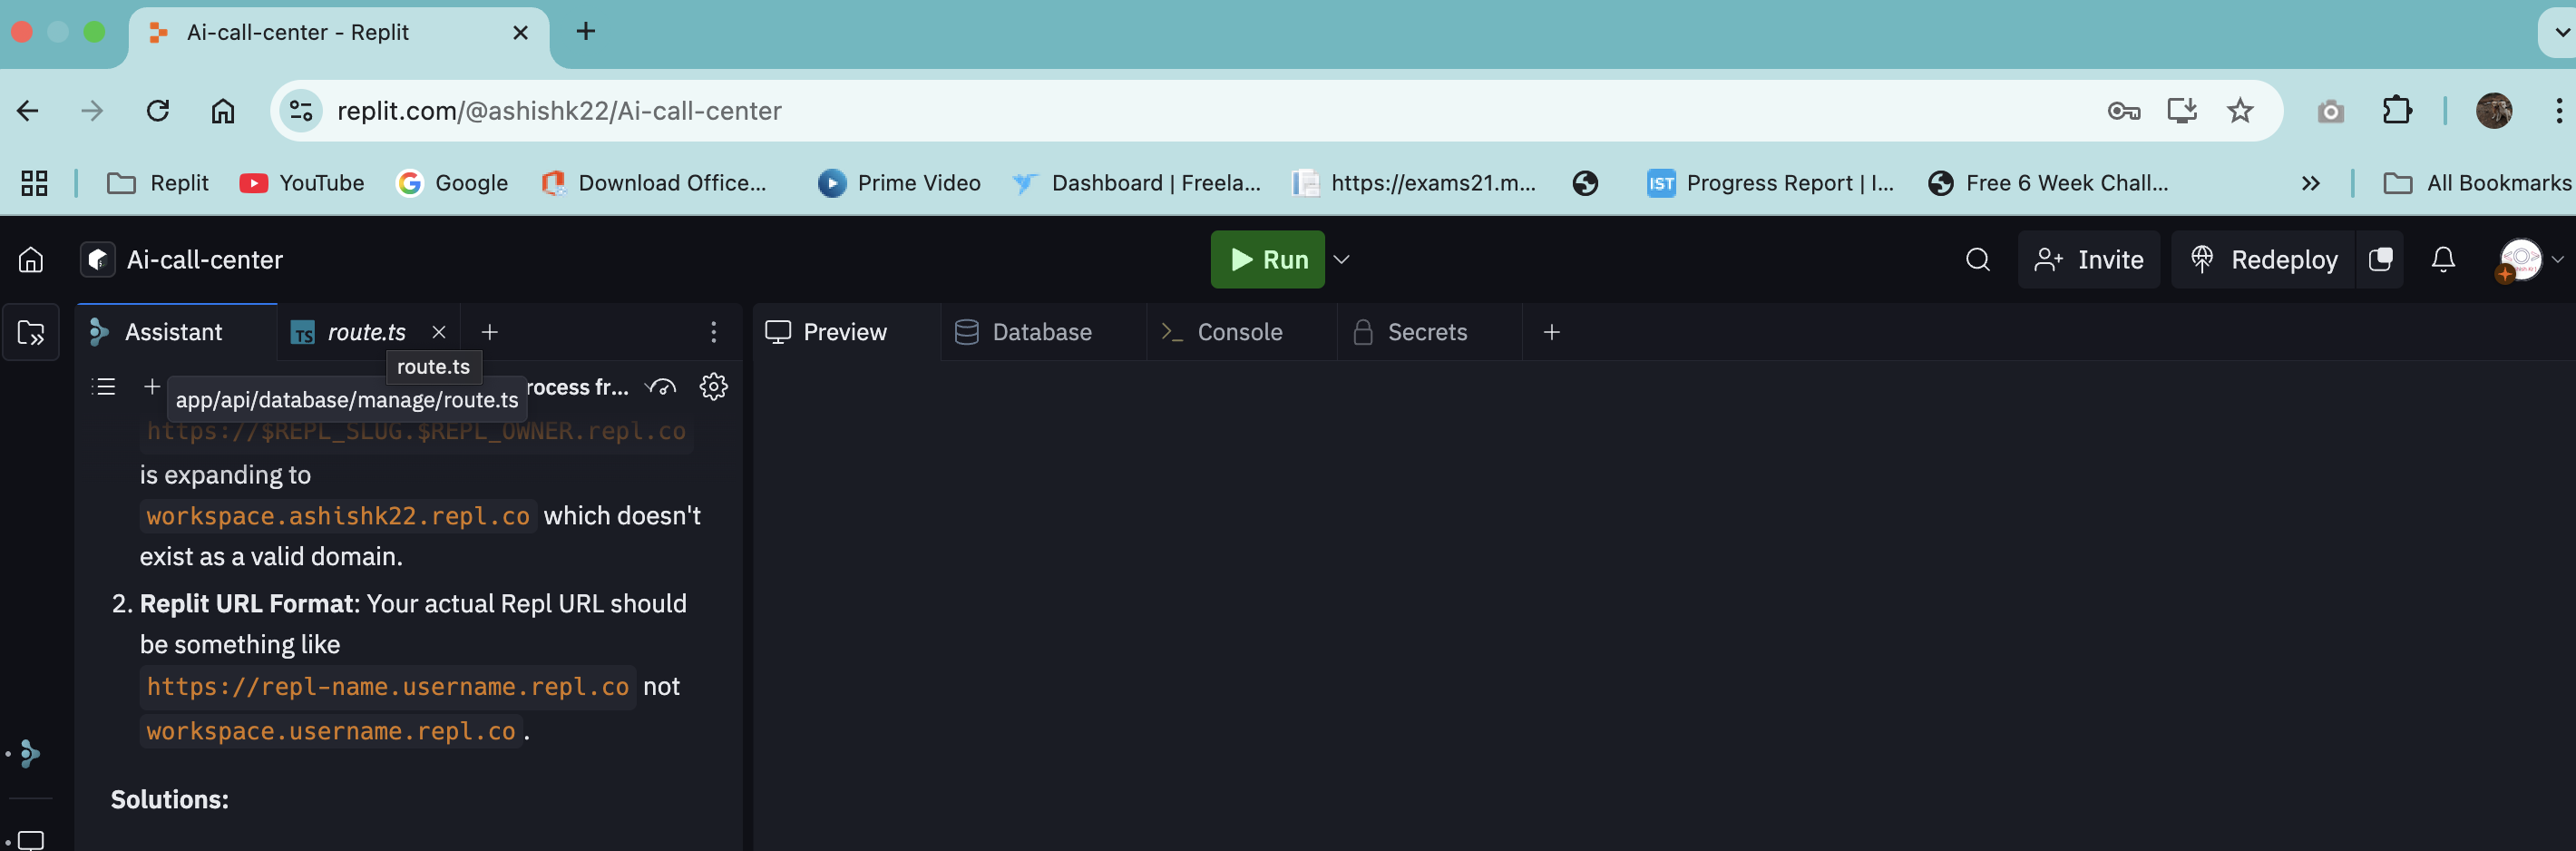 Ai-call-center - Replit
replit.com/@ashishk22/Ai-call-center
Replit
YouTube
Google
Download Office...
Prime Video
Dashboard | Freela...
https://exams21.m...
IST
Progress Report | I...
Free 6 Week Chall...
All Bookmarks
Ai-call-center
Run
Invite
Redeploy
Assistant
TS
route.ts
Preview
Database
Console
Secrets
route.ts
app/api/database/manage/route.ts
rocess fr...
https://$REPL_SLUG.$REPL_OWNER.repl.co
is expanding to
workspace.ashishk22.repl.co which doesn't
exist as a valid domain.
2. Replit URL Format: Your actual Repl URL should
be something like
https://repl-name.username.repl.co not
workspace.username.repl.co.
Solutions: